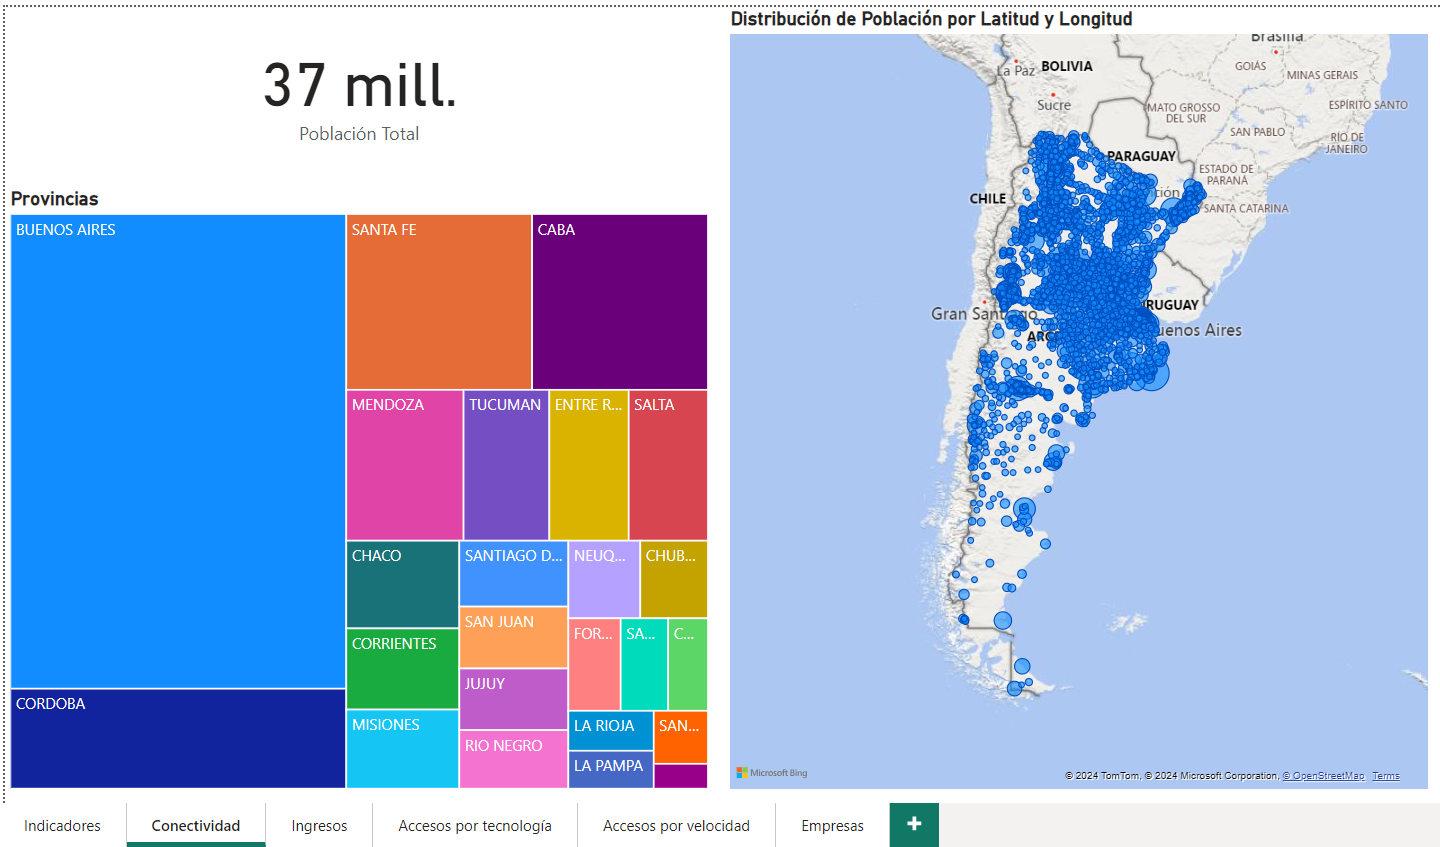 37 mill.
Población Total
Provincias
BUENOS AIRES
SANTA FE
CABA
MENDOZA
TUCUMAN
ENTRE R...
SALTA
CHACO
SANTIAGO D...
NEUQ...
CHUB...
SAN JUAN
FOR...
SA...
C...
CORRIENTES
JUJUY
CORDOBA
MISIONES
RIO NEGRO
LA RIOJA
SAN...
LA PAMPA
Distribución de Población por Latitud y Longitud
Brasilia
La Paz
BOLIVIA
GOIÁS
MINAS GERAIS
Sucre
MATO GROSSO
DEL SUR
ESPÍRITO SANTO
SAN PABLO
RÍO DE
JANEIRO
PARAGUAY
ESTADO DE
PARANÁ
CHILE
ción
SANTA CATARINA
Gran Santiago
RUGUAY
ARG
uenos Aires
Microsoft Bing
© 2024 TomTom, © 2024 Microsoft Corporation, © OpenStreetMap Terms
Indicadores
Conectividad
Ingresos
Accesos por tecnología
Accesos por velocidad
Empresas
+